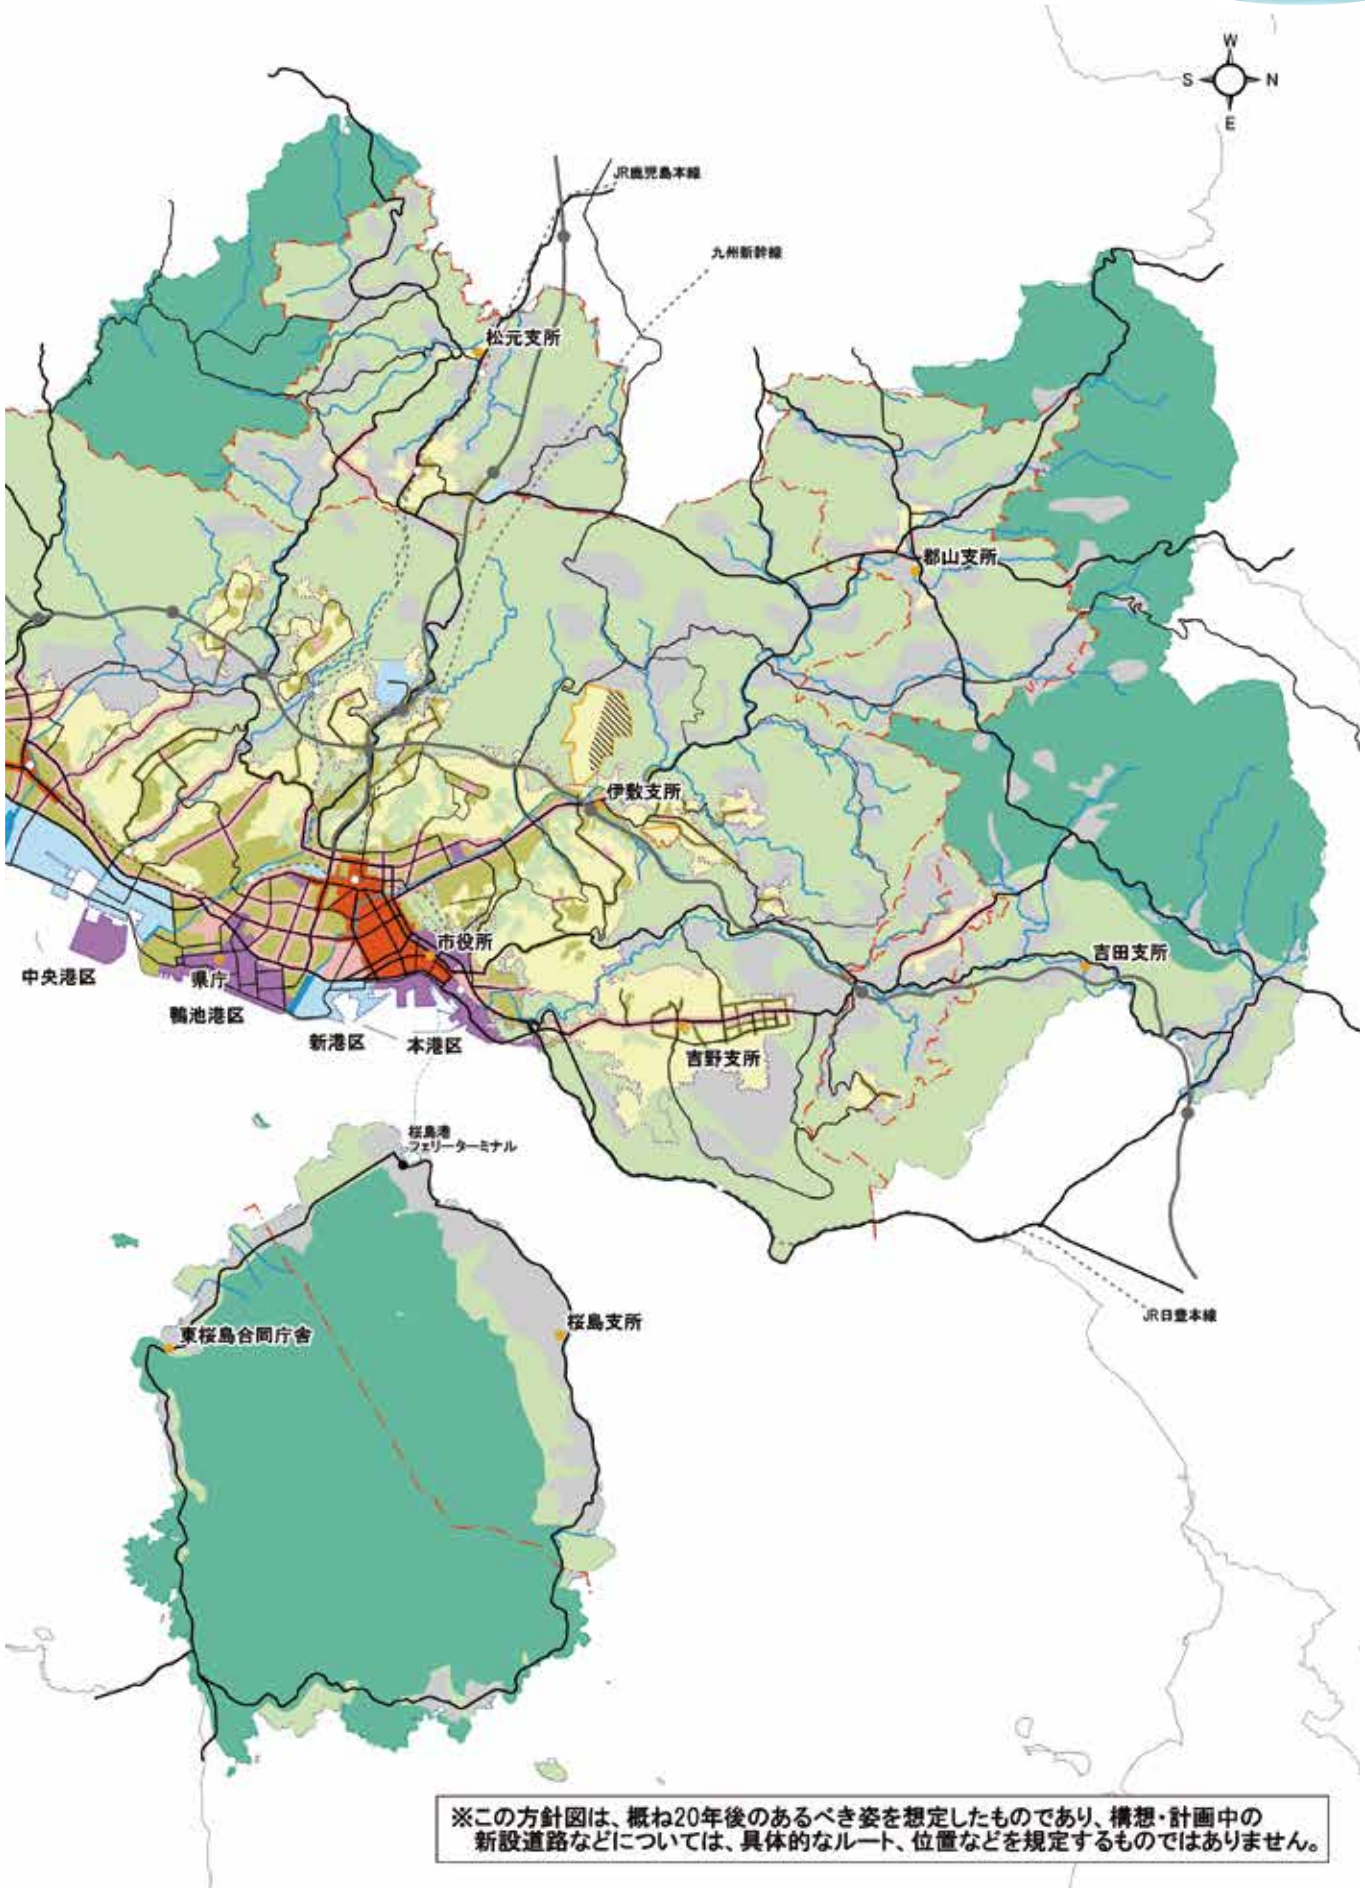 W
S N
E
JR鹿児島本線
九州新幹線
松元支所
郡山支所
伊敷支所
市役所
吉田支所
中央港区
県庁
鴨池港区
新港区
本港区
吉野支所
桜島港
フェリーターミナル
桜島支所
東桜島合同庁舎
JR日豊本線
※この方針図は、概ね20年後のあるべき姿を想定したものであり、構想・計画中の
新設道路などについては、具体的なルート、位置などを規定するものではありません。